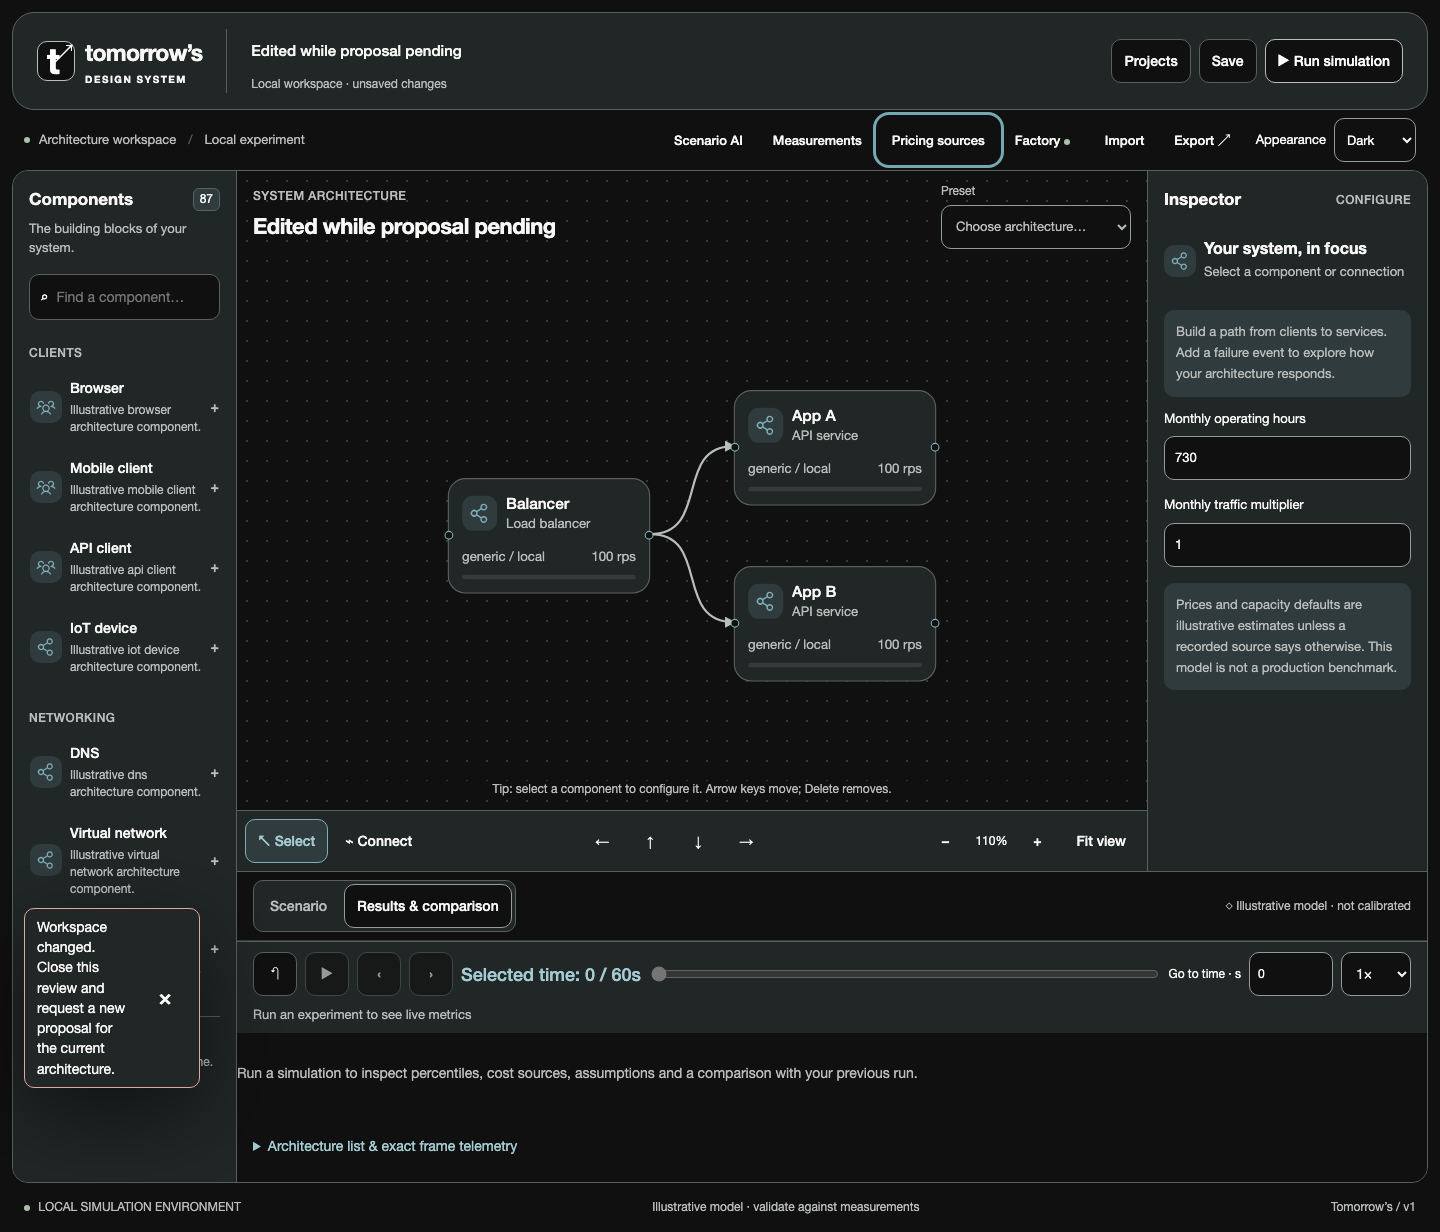 t tomorrow's
DESIGN SYSTEM
Edited while proposal pending
Local workspace · unsaved changes
Projects
Save
▶ Run simulation
Architecture workspace / Local experiment
Scenario AI
Measurements
Pricing sources
Factory
Import
Export ↗
Appearance
Dark
Components
87
The building blocks of your
system.
Find a component…
CLIENTS
Browser
Illustrative browser
architecture component.
+
Mobile client
Illustrative mobile client
architecture component.
+
API client
Illustrative api client
architecture component.
+
IoT device
Illustrative iot device
architecture component.
+
NETWORKING
DNS
Illustrative dns
architecture component.
+
Virtual network
Illustrative virtual
network architecture
component.
+
+
ne.
Workspace
changed.
Close this
review and
request a new
proposal for
the current
architecture.
×
SYSTEM ARCHITECTURE
Edited while proposal pending
Preset
Choose architecture…
Balancer
Load balancer
generic / local 100 rps
App A
API service
generic / local 100 rps
App B
API service
generic / local 100 rps
Tip: select a component to configure it. Arrow keys move; Delete removes.
↖ Select
⌁ Connect
← ↑ ↓ →
− 110% +
Fit view
Inspector
CONFIGURE
Your system, in focus
Select a component or connection
Build a path from clients to services.
Add a failure event to explore how
your architecture responds.
Monthly operating hours
730
Monthly traffic multiplier
1
Prices and capacity defaults are
illustrative estimates unless a
recorded source says otherwise. This
model is not a production benchmark.
Scenario
Results & comparison
◇ Illustrative model · not calibrated
▶ ‹ ›
Selected time: 0 / 60s
Go to time · s
0
1×
Run an experiment to see live metrics
Run a simulation to inspect percentiles, cost sources, assumptions and a comparison with your previous run.
▶ Architecture list & exact frame telemetry
LOCAL SIMULATION ENVIRONMENT
Illustrative model · validate against measurements
Tomorrow's / v1